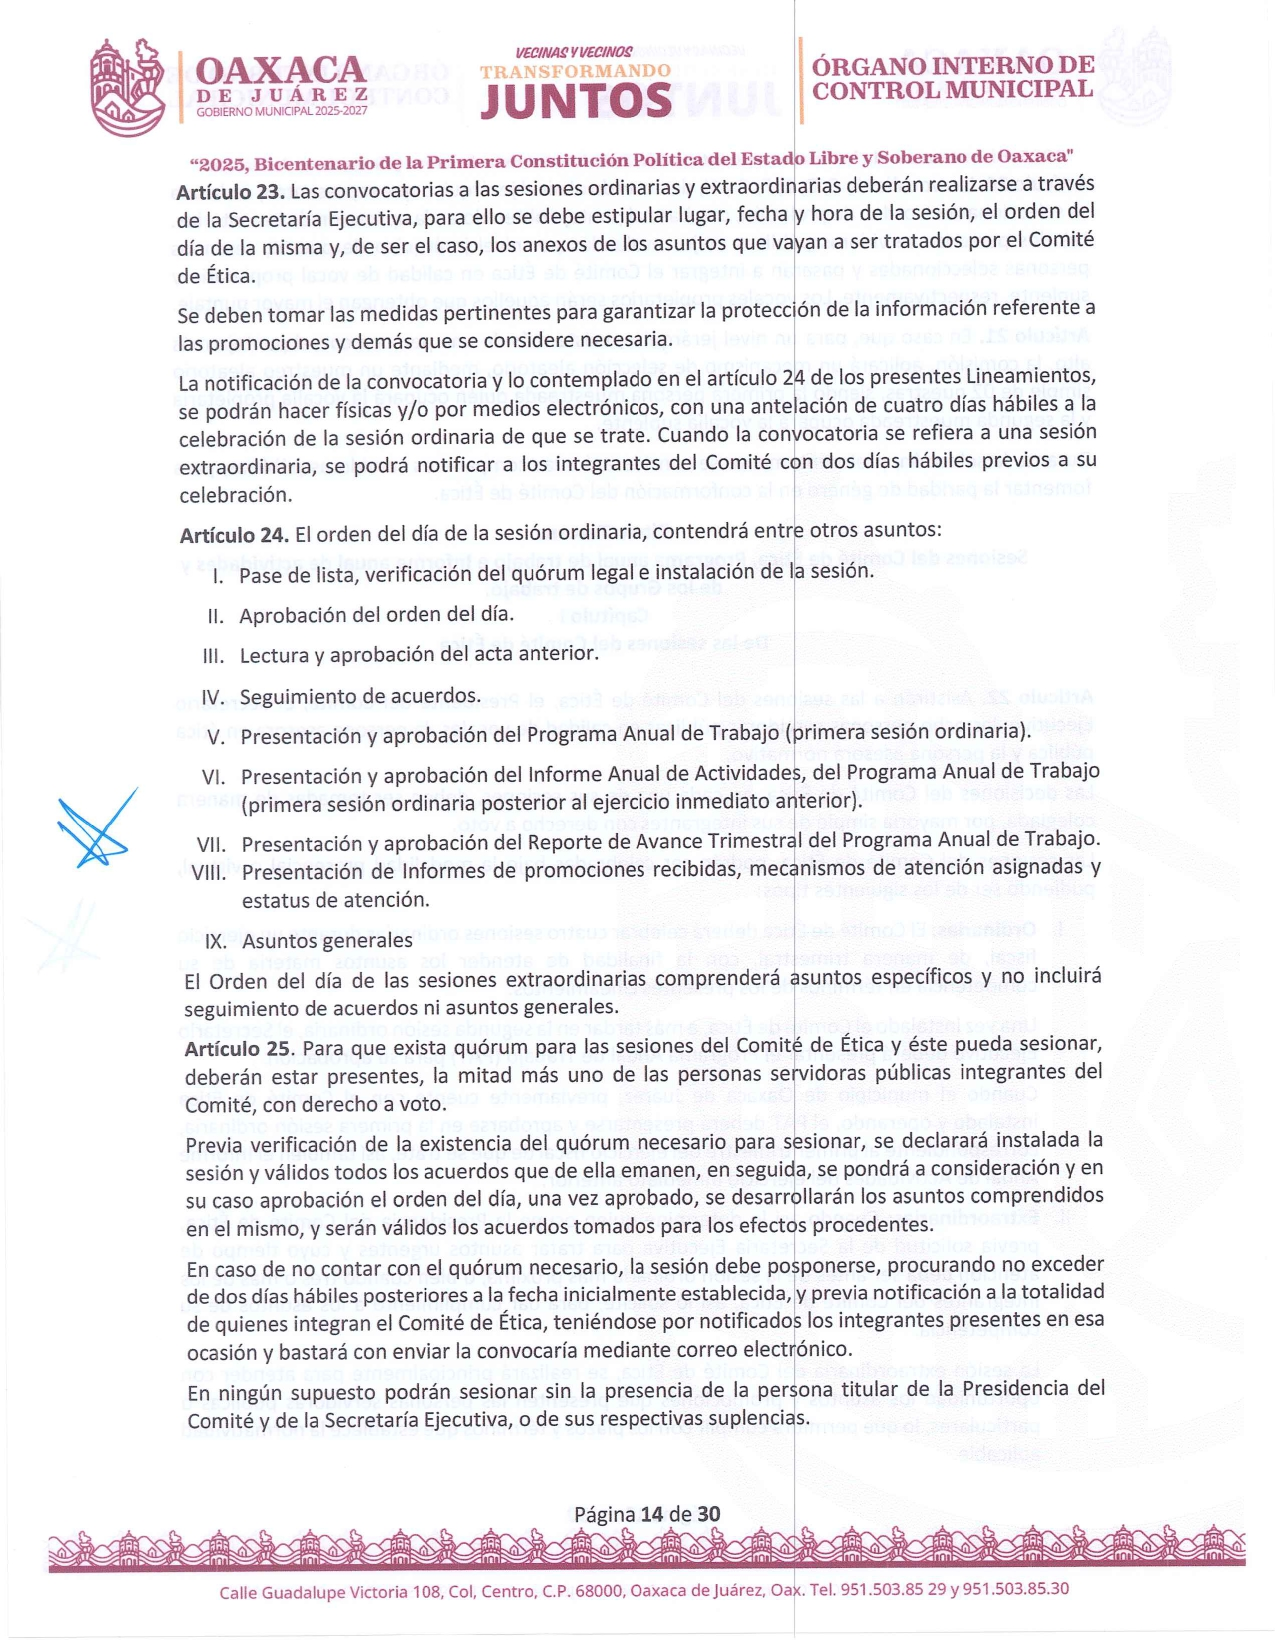 OAXACA
DE JUÁREZ
GOBIERNO MUNICIPAL 2025-2027
VECINAS Y VECINOS
TRANSFORMANDO
JUNTOS
ÓRGANO INTERNO DE
CONTROL MUNICIPAL
“2025, Bicentenario de la Primera Constitución Política del Estado Libre y Soberano de Oaxaca"
Artículo 23. Las convocatorias a las sesiones ordinarias y extraordinarias deberán realizarse a través
de la Secretaría Ejecutiva, para ello se debe estipular lugar, fecha y hora de la sesión, el orden del
día de la misma y, de ser el caso, los anexos de los asuntos que vayan a ser tratados por el Comité
de Ética.
Se deben tomar las medidas pertinentes para garantizar la protección de la información referente a
las promociones y demás que se considere necesaria.
La notificación de la convocatoria y lo contemplado en el artículo 24 de los presentes Lineamientos,
se podrán hacer físicas y/o por medios electrónicos, con una antelación de cuatro días hábiles a la
celebración de la sesión ordinaria de que se trate. Cuando la convocatoria se refiera a una sesión
extraordinaria, se podrá notificar a los integrantes del Comité con dos días hábiles previos a su
celebración.
Artículo 24. El orden del día de la sesión ordinaria, contendrá entre otros asuntos:
I. Pase de lista, verificación del quórum legal e instalación de la sesión.
II. Aprobación del orden del día.
III. Lectura y aprobación del acta anterior.
IV. Seguimiento de acuerdos.
V. Presentación y aprobación del Programa Anual de Trabajo (primera sesión ordinaria).
VI. Presentación y aprobación del Informe Anual de Actividades, del Programa Anual de Trabajo
(primera sesión ordinaria posterior al ejercicio inmediato anterior).
VII. Presentación y aprobación del Reporte de Avance Trimestral del Programa Anual de Trabajo.
VIII. Presentación de Informes de promociones recibidas, mecanismos de atención asignadas y
estatus de atención.
IX. Asuntos generales
El Orden del día de las sesiones extraordinarias comprenderá asuntos específicos y no incluirá
seguimiento de acuerdos ni asuntos generales.
Artículo 25. Para que exista quórum para las sesiones del Comité de Ética y éste pueda sesionar,
deberán estar presentes, la mitad más uno de las personas servidoras públicas integrantes del
Comité, con derecho a voto.
Previa verificación de la existencia del quórum necesario para sesionar, se declarará instalada la
sesión y válidos todos los acuerdos que de ella emanen, en seguida, se pondrá a consideración y en
su caso aprobación el orden del día, una vez aprobado, se desarrollarán los asuntos comprendidos
en el mismo, y serán válidos los acuerdos tomados para los efectos procedentes.
En caso de no contar con el quórum necesario, la sesión debe posponerse, procurando no exceder
de dos días hábiles posteriores a la fecha inicialmente establecida, y previa notificación a la totalidad
de quienes integran el Comité de Ética, teniéndose por notificados los integrantes presentes en esa
ocasión y bastará con enviar la convocaría mediante correo electrónico.
En ningún supuesto podrán sesionar sin la presencia de la persona titular de la Presidencia del
Comité y de la Secretaría Ejecutiva, o de sus respectivas suplencias.
Página 14 de 30
Calle Guadalupe Victoria 108, Col, Centro, C.P. 68000, Oaxaca de Juárez, Oax. Tel. 951.503.85 29 y 951.503.85.30